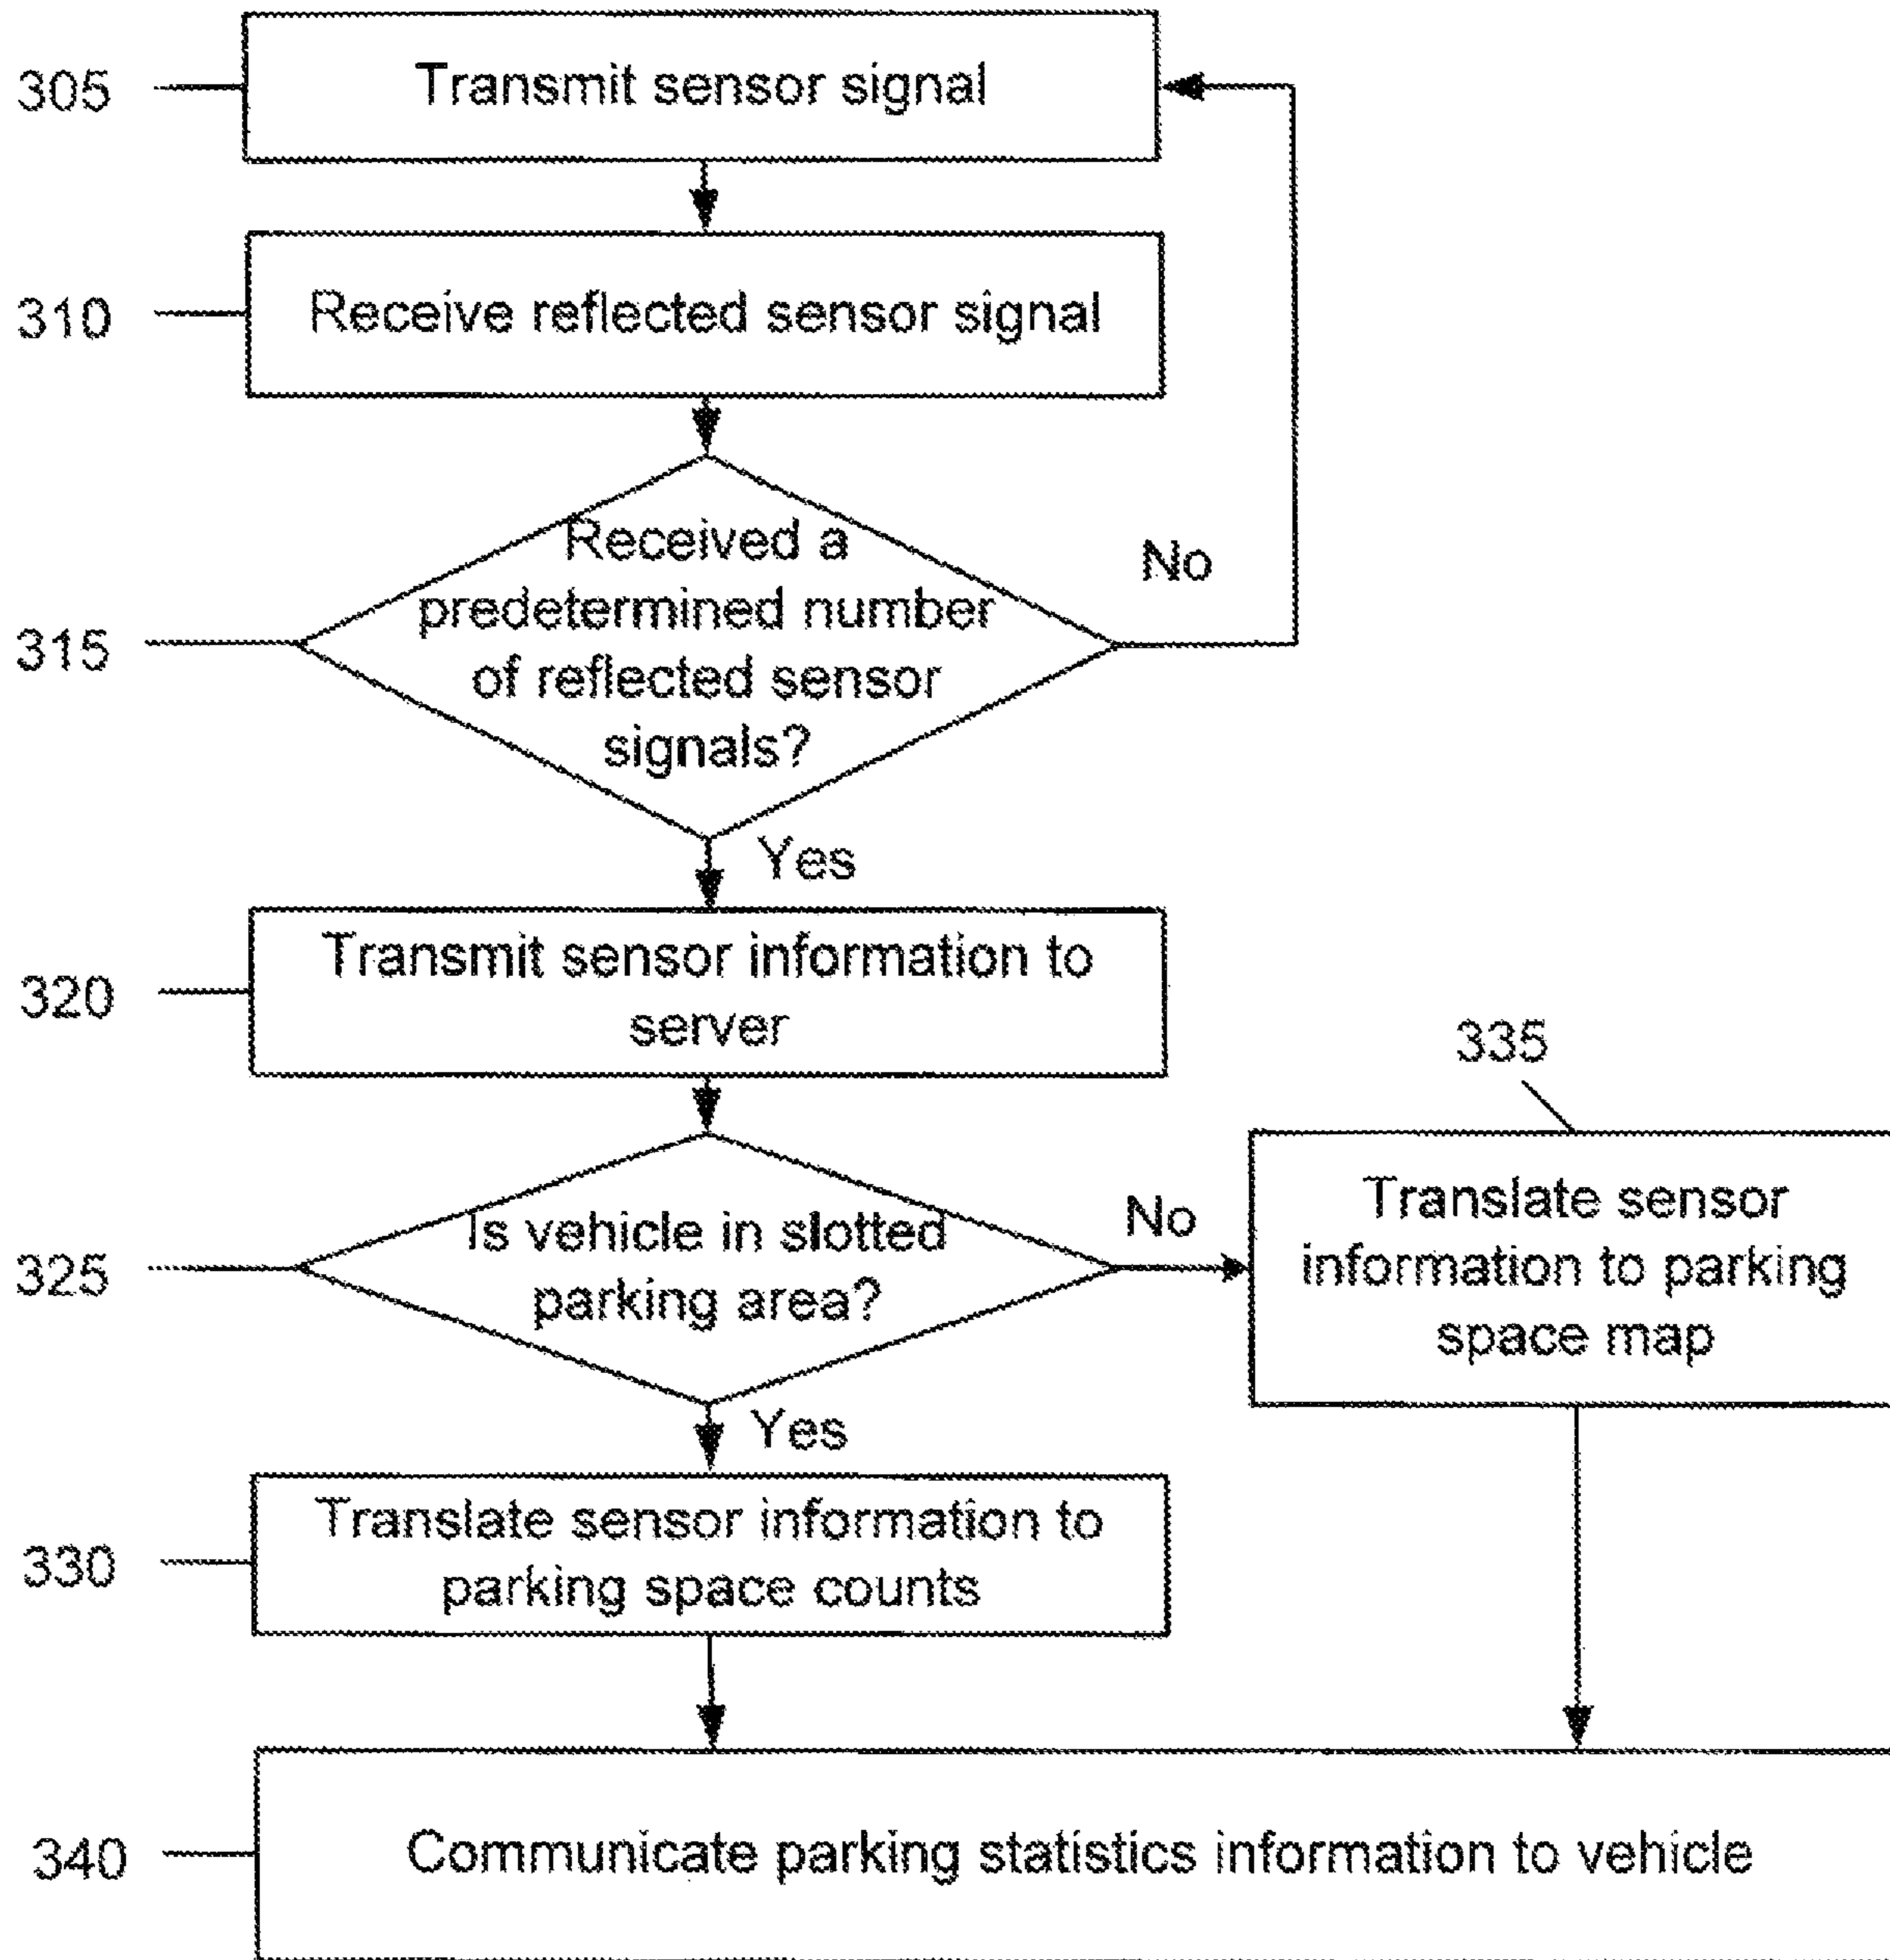 305
Transmit sensor signal
310
Receive reflected sensor signal
315
Received a
predetermined number
of reflected sensor
signals?
No
Yes
320
Transmit sensor information to
server
325
Is vehicle in slotted
parking area?
No
335
Translate sensor
information to parking
space map
Yes
330
Translate sensor information to
parking space counts
340
Communicate parking statistics information to vehicle